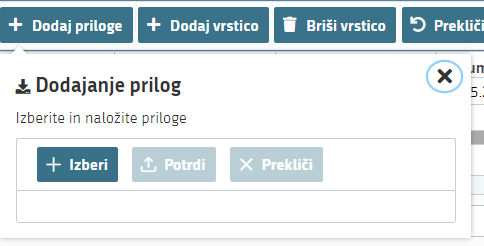 Dodaj priloge Dodaj vrstico Briši vrstico Prekliči
Dodajanje prilog
Izberite in naložite priloge
Izberi Potrdi Prekliči